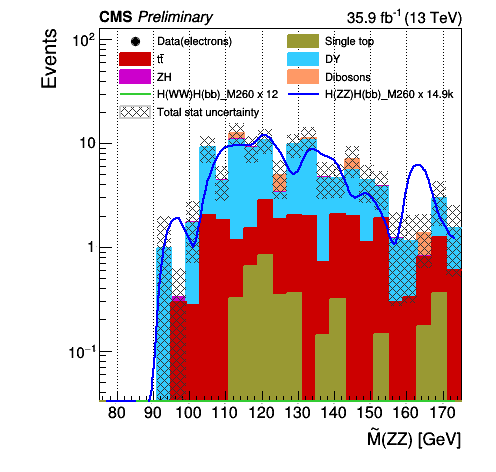 CMS Preliminary 35.9 fb⁻¹ (13 TeV)
Events
Data(electrons) Single top
tt̄ DY
ZH Dibosons
H(WW)H(bb)_M260 x 12 H(ZZ)H(bb)_M260 x 14.9k
Total stat uncertainty
10²
10
1
10⁻¹
80 90 100 110 120 130 140 150 160 170
M̃(ZZ) [GeV]